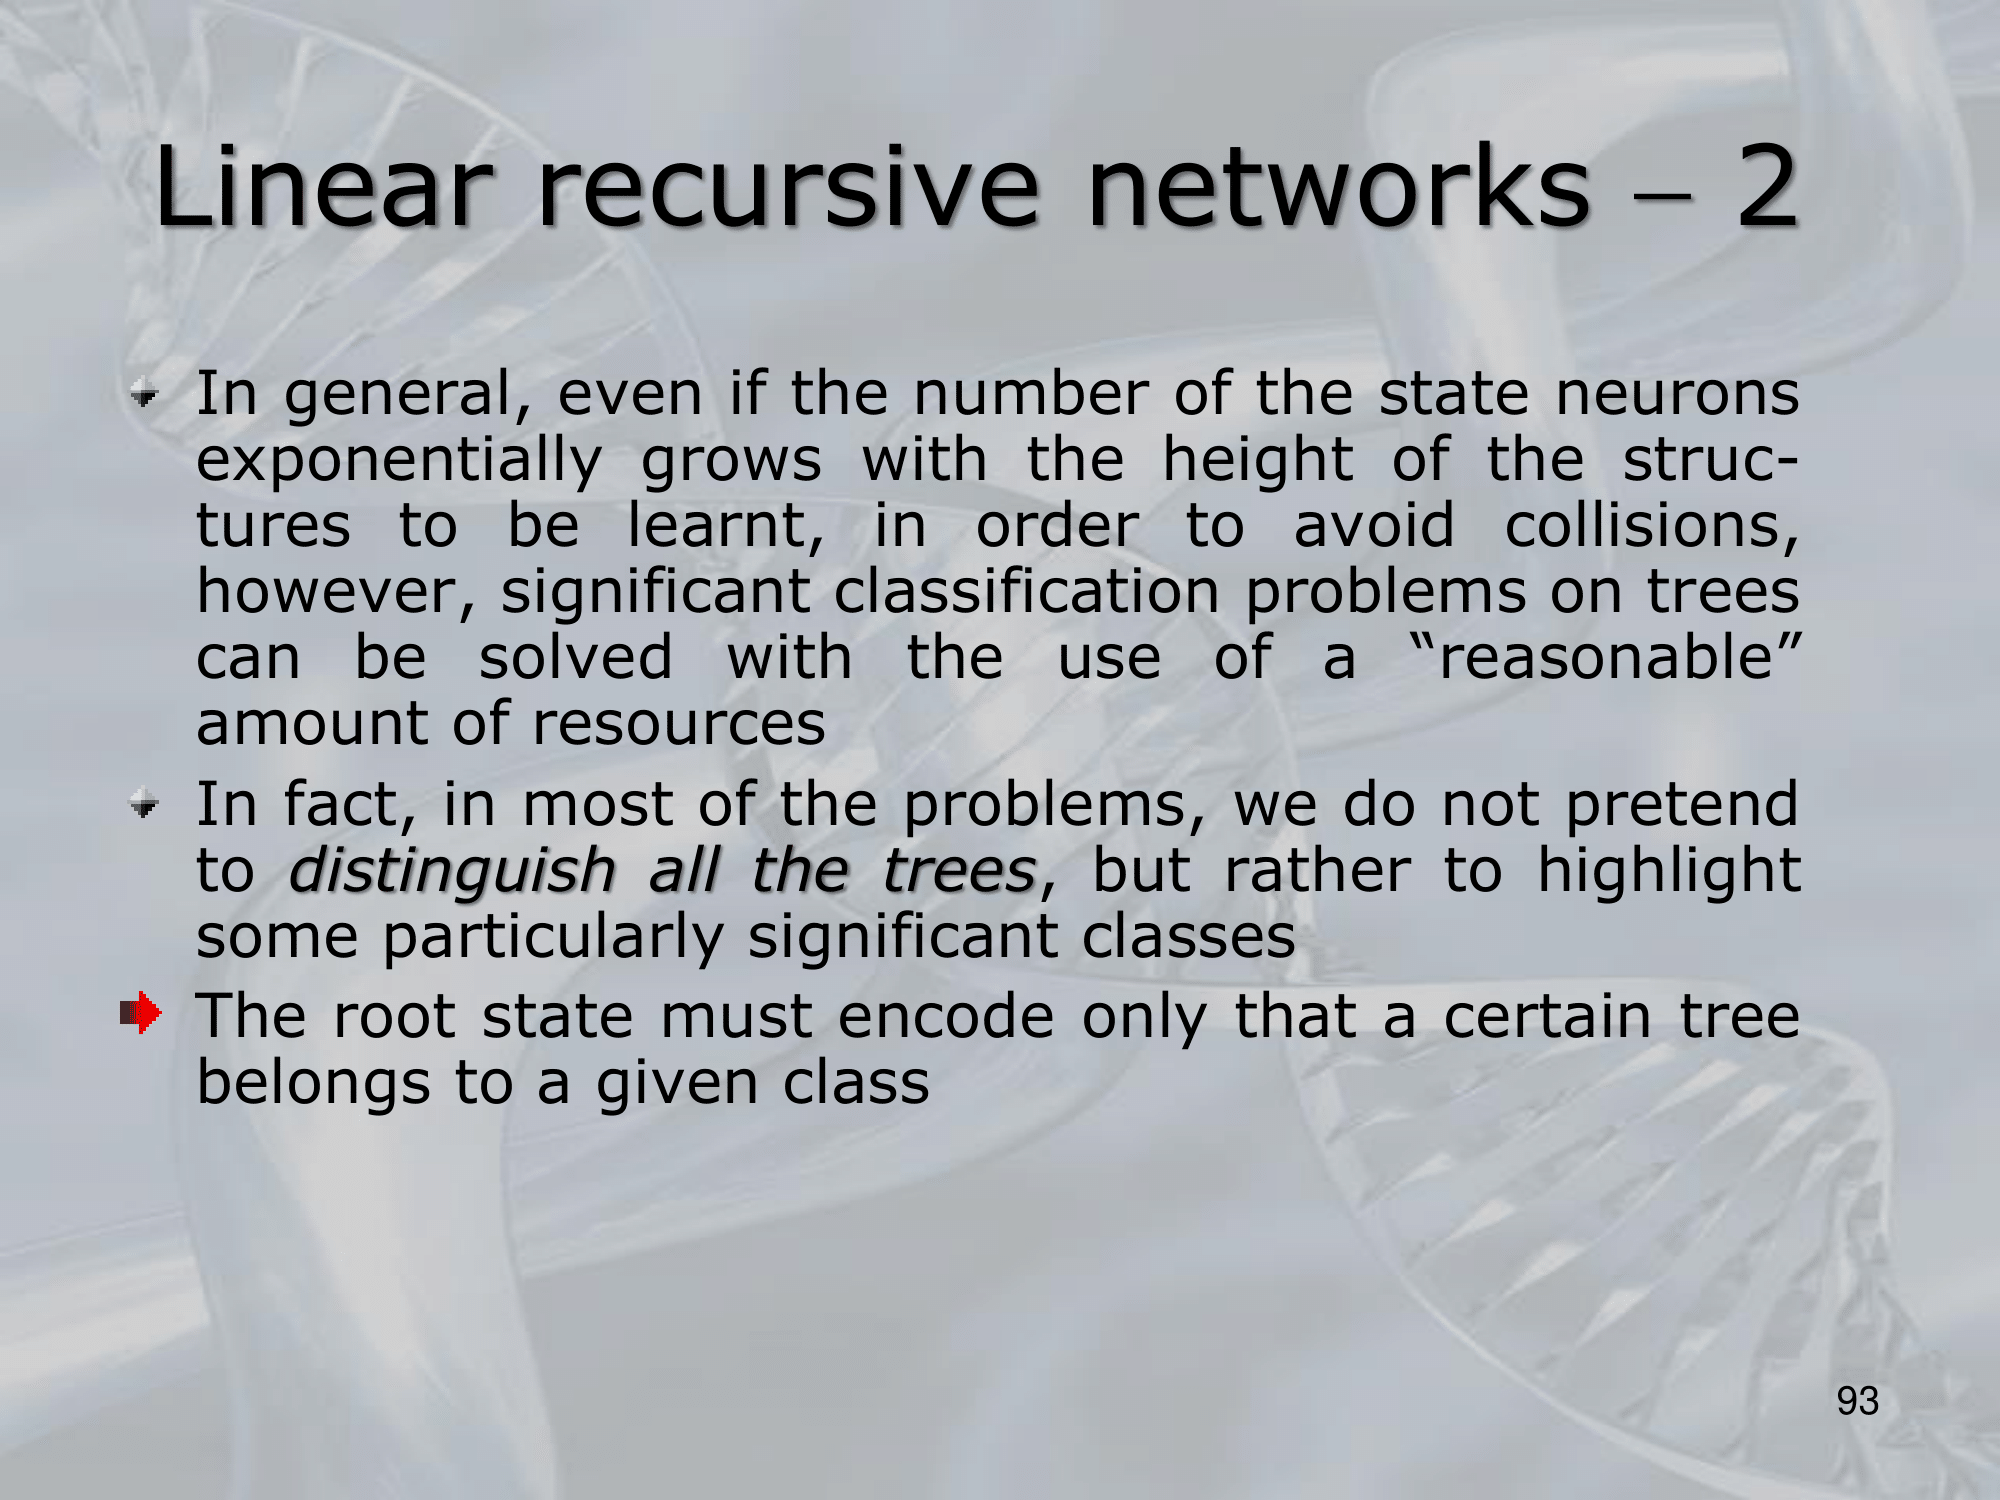 Linear recursive networks – 2
In general, even if the number of the state neurons
exponentially grows with the height of the struc-
tures to be learnt, in order to avoid collisions,
however, significant classification problems on trees
can be solved with the use of a “reasonable”
amount of resources
In fact, in most of the problems, we do not pretend
to distinguish all the trees, but rather to highlight
some particularly significant classes
The root state must encode only that a certain tree
belongs to a given class
93